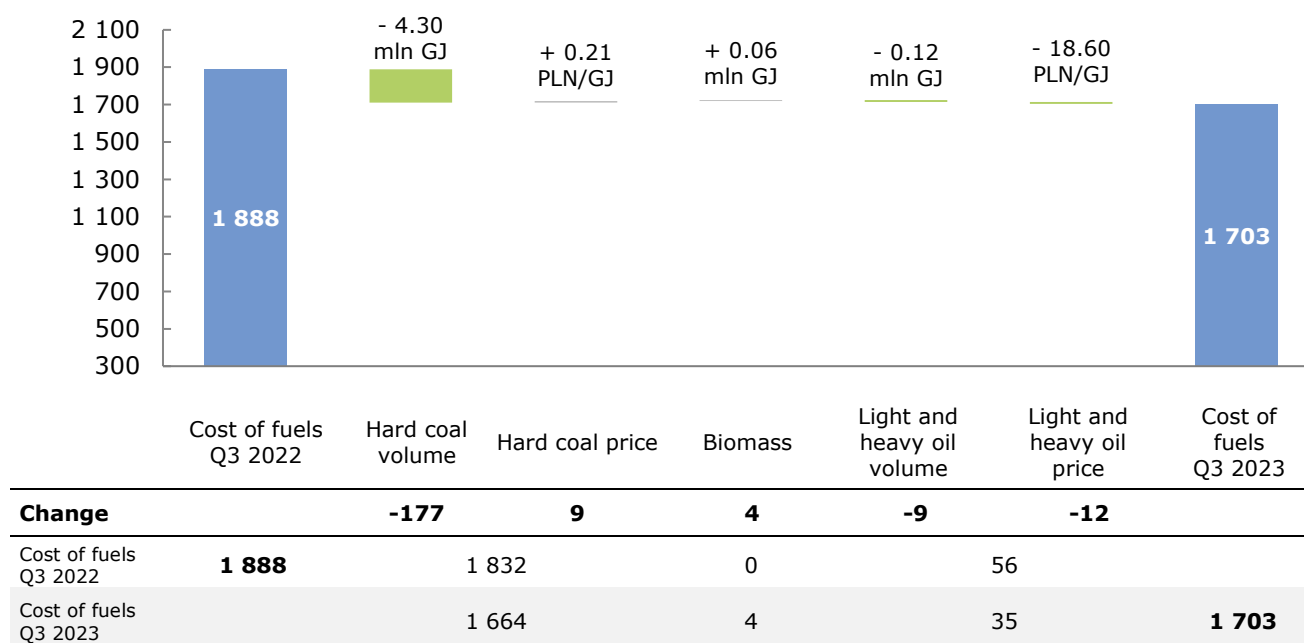 2 100
1 900
1 700
1 500
1 300
1 100
900
700
500
300
- 4.30
mln GJ
+ 0.21
PLN/GJ
+ 0.06
mln GJ
- 0.12
mln GJ
- 18.60
PLN/GJ
1 888
1 703
Cost of fuels
Q3 2022
Hard coal
volume
Hard coal price
Biomass
Light and
heavy oil
volume
Light and
heavy oil
price
Cost of
fuels
Q3 2023
Change -177 9 4 -9 -12
Cost of fuels
Q3 2022
1 888 1 832 0 56
Cost of fuels
Q3 2023
1 664 4 35 1 703